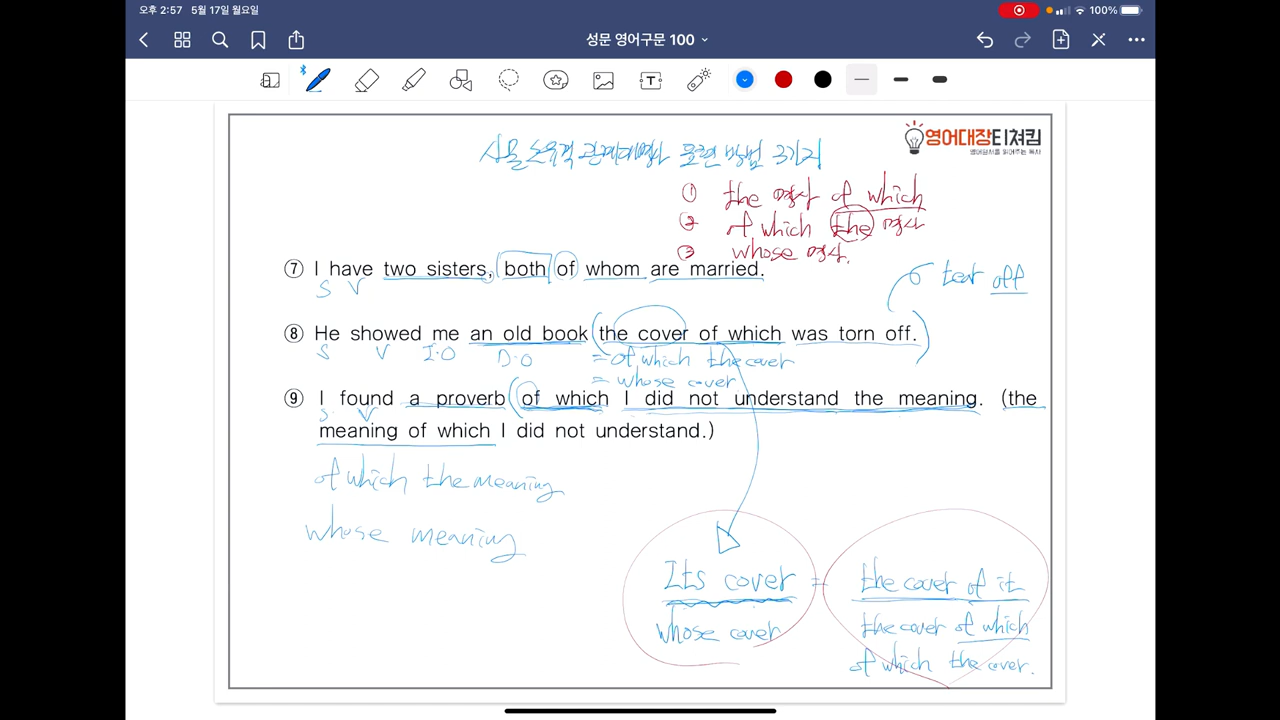 오후 2:57 5월 17일 월요일
100%
성문 영어구문 100
영어대장티쳐킴
사물 소유격 관계대명사 물련 방법 3가지
① the 명사 of which
② of which the 명사
③ whose 명사.
⑦ I have two sisters, both of whom are married.
S V
tear off
⑧ He showed me an old book (the cover of which was torn off.)
S V I·O D·O
= of which the cover
= whose cover
⑨ I found a proverb (of which I did not understand the meaning. (the
S V
meaning of which I did not understand.)
of which the meaning
whose meaning
Its cover = the cover of it
whose cover
the cover of which
of which the cover.